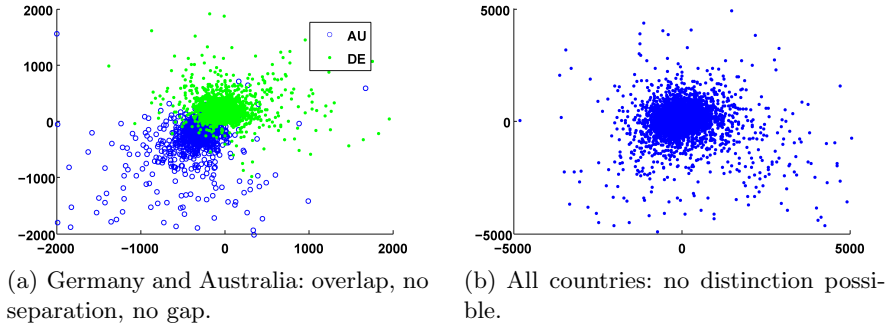 2000
1000
0
−1000
−2000
−2000
−1000
0
1000
2000
AU
DE
5000
0
−5000
−5000
0
5000
(a) Germany and Australia: overlap, no
separation, no gap.
(b) All countries: no distinction possi-
ble.